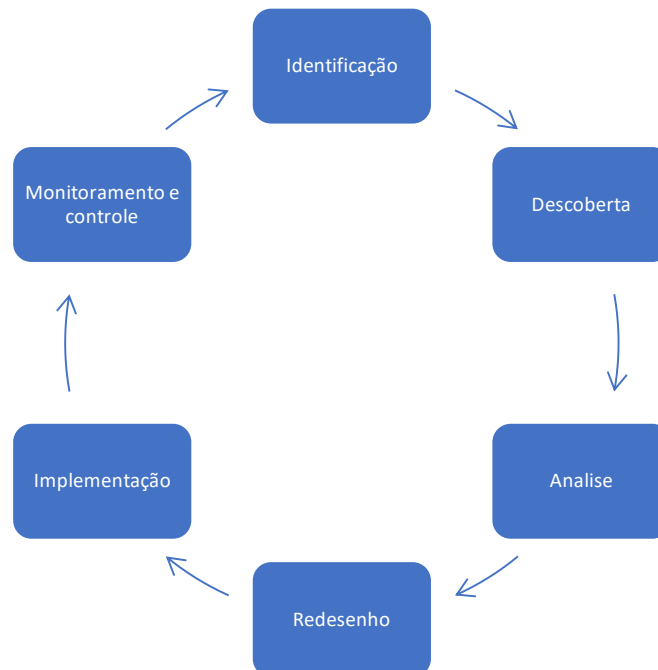 Identificação
Descoberta
Analise
Redesenho
Implementação
Monitoramento e
controle